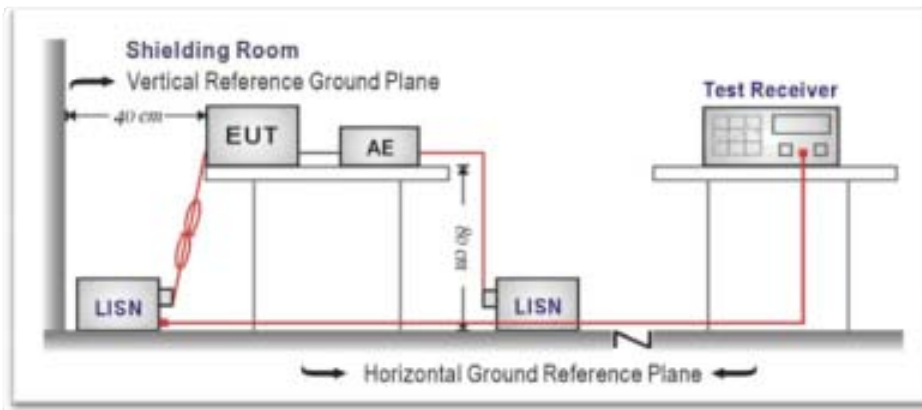 Shielding Room
Vertical Reference Ground Plane
Test Receiver
40 cm
EUT
AE
80 cm
LISN
LISN
Horizontal Ground Reference Plane